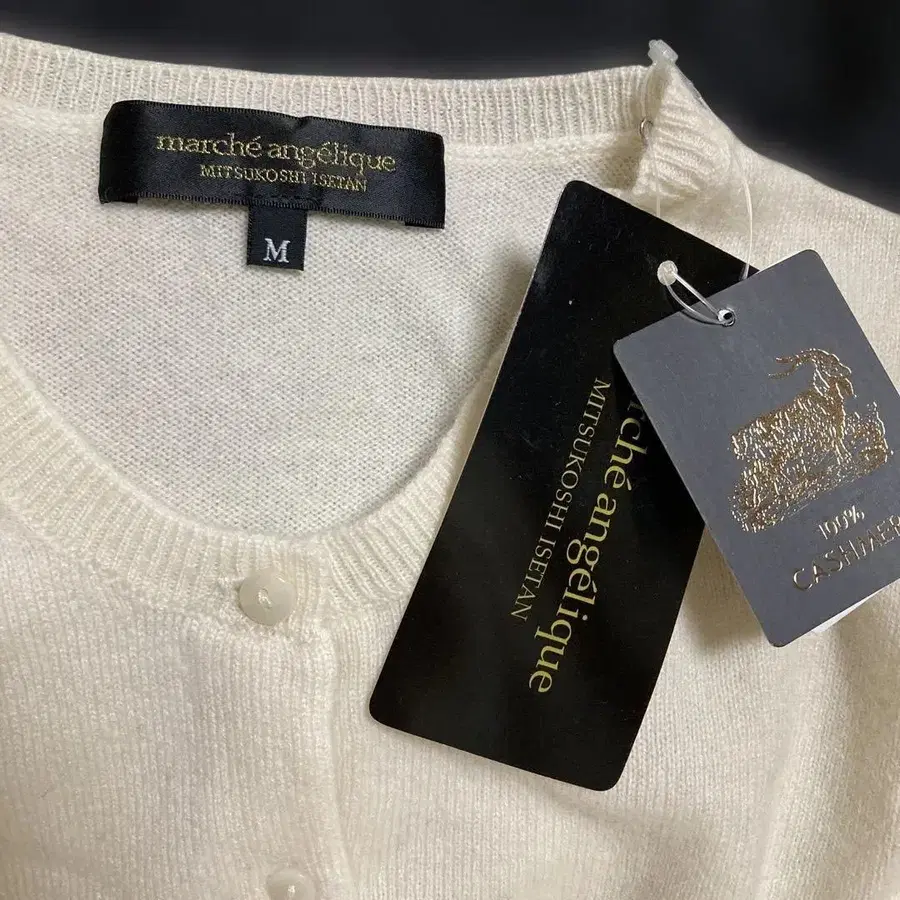 marché angélique
MITSUKOSHI ISETAN
M
rché angélique
MITSUKOSHI ISETAN
100%
CASHMER